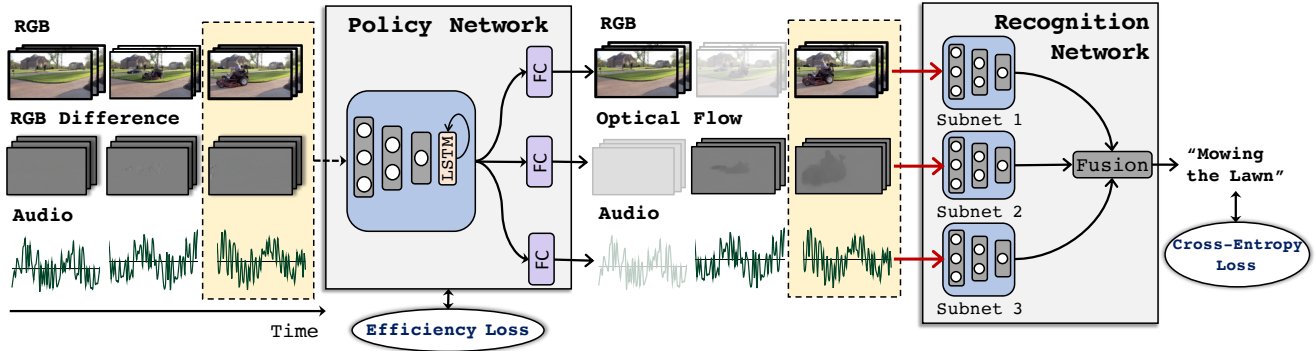 RGB
RGB Difference
Audio
Time
Policy Network
LSTM
FC
FC
FC
Efficiency Loss
RGB
Optical Flow
Audio
Recognition
Network
Subnet 1
Subnet 2
Subnet 3
Fusion
“Mowing
the Lawn”
Cross-Entropy
Loss